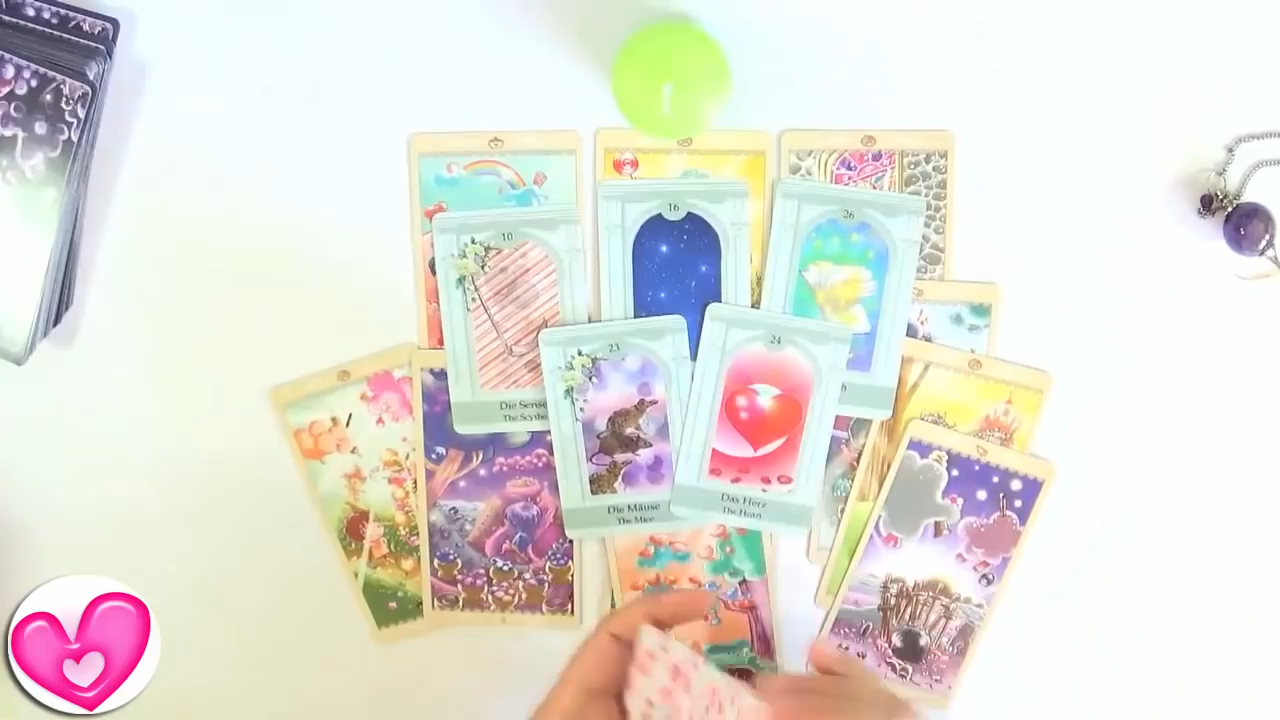 10
Die Sense
The Scythe
16
26
23
Die Mäuse
The Mice
24
Das Herz
The Heart